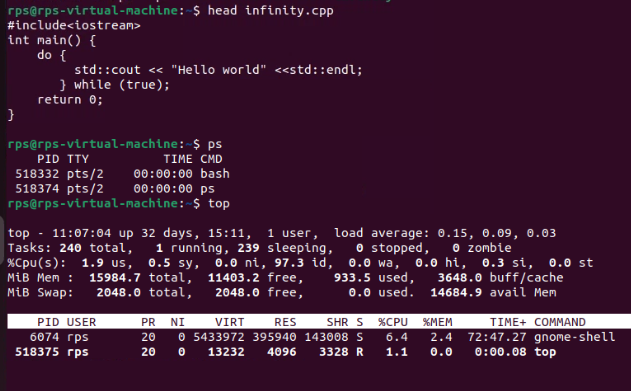 rps@rps-virtual-machine:~$ head infinity.cpp
#include<iostream>
int main() {
    do {
         std::cout << "Hello world" <<std::endl;
       } while (true);
    return 0;
}
rps@rps-virtual-machine:~$ ps
    PID TTY          TIME CMD
 518332 pts/2    00:00:00 bash
 518374 pts/2    00:00:00 ps
rps@rps-virtual-machine:~$ top
top - 11:07:04 up 32 days, 15:11,  1 user,  load average: 0.15, 0.09, 0.03
Tasks: 240 total,   1 running, 239 sleeping,   0 stopped,   0 zombie
%Cpu(s):  1.9 us,  0.5 sy,  0.0 ni, 97.3 id,  0.0 wa,  0.0 hi,  0.3 si,  0.0 st
MiB Mem :  15984.7 total,  11403.2 free,    933.5 used,   3648.0 buff/cache
MiB Swap:   2048.0 total,   2048.0 free,      0.0 used.  14684.9 avail Mem
    PID USER      PR  NI    VIRT    RES    SHR S  %CPU  %MEM     TIME+ COMMAND
   6074 rps       20   0 5433972 395940 143008 S   6.4   2.4  72:47.27 gnome-shell
 518375 rps       20   0   13232   4096   3328 R   1.1   0.0   0:00.08 top